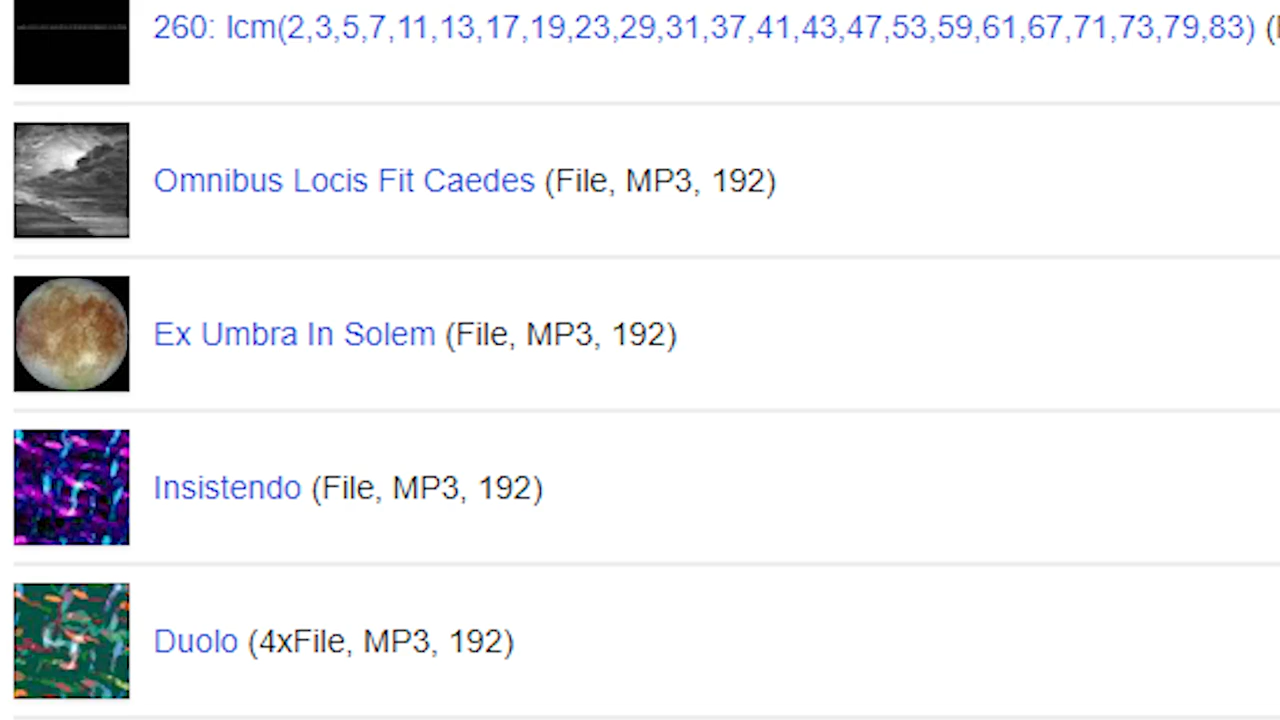 260: lcm(2,3,5,7,11,13,17,19,23,29,31,37,41,43,47,53,59,61,67,71,73,79,83) (
Omnibus Locis Fit Caedes (File, MP3, 192)
Ex Umbra In Solem (File, MP3, 192)
Insistendo (File, MP3, 192)
Duolo (4xFile, MP3, 192)